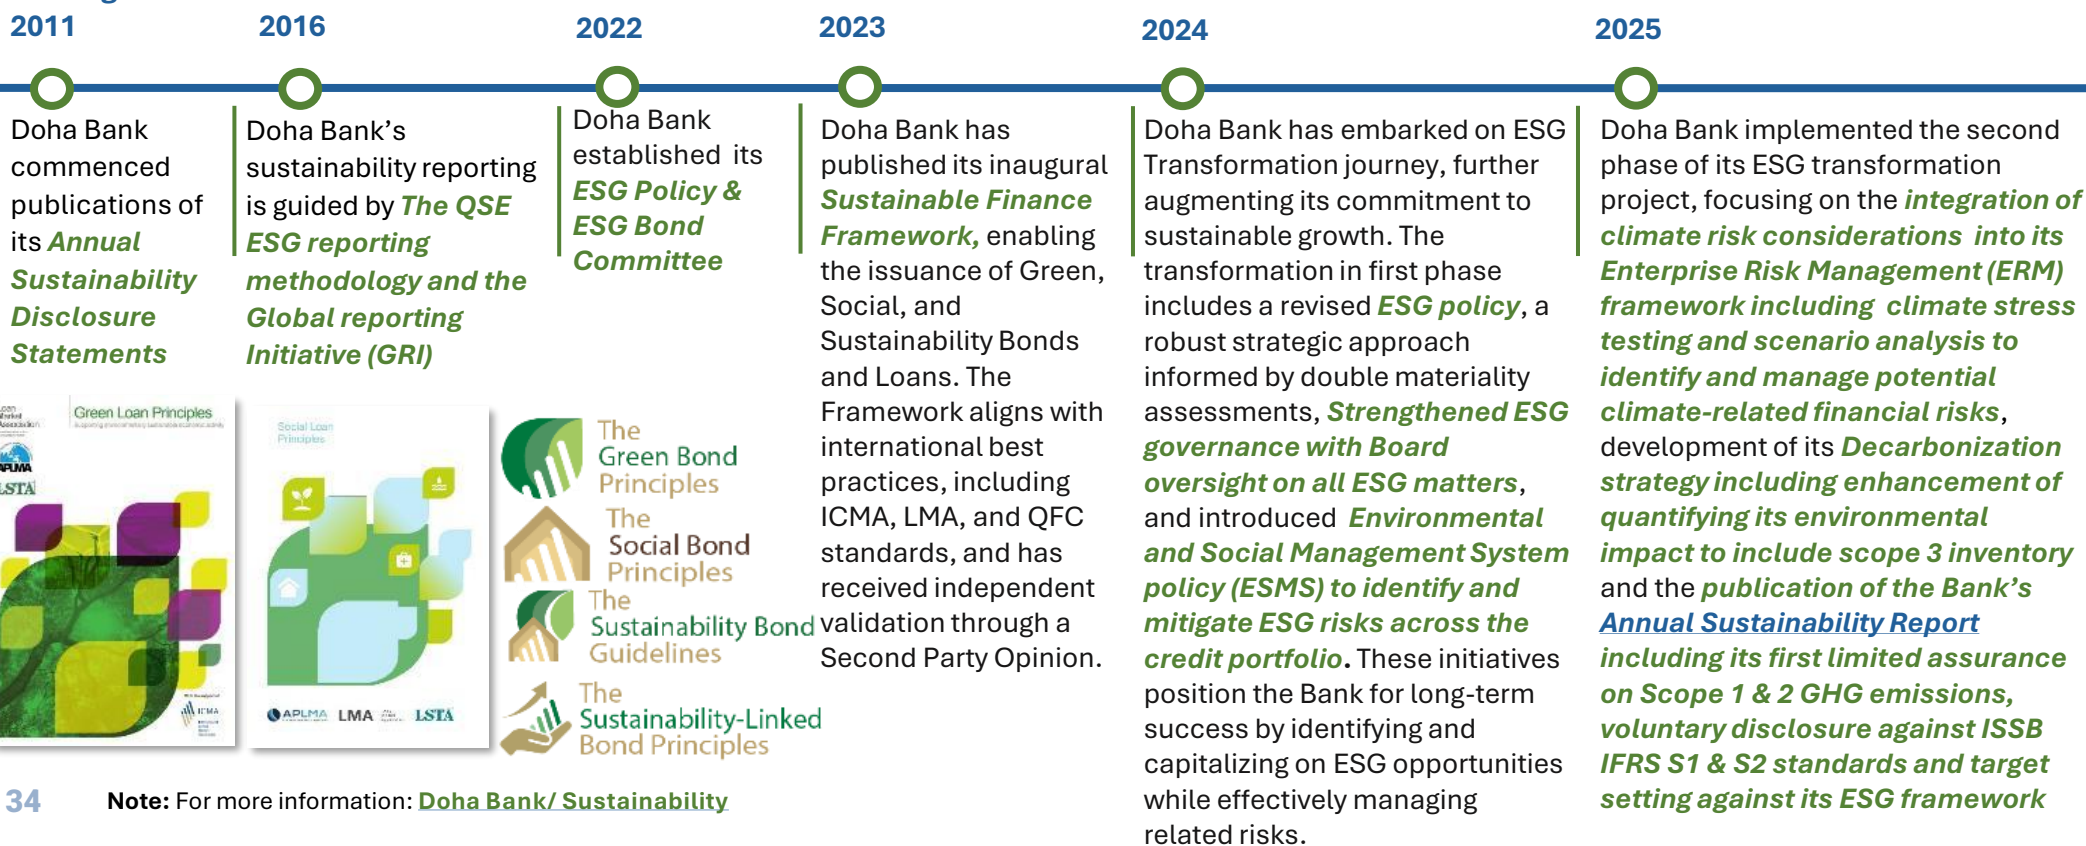 2011
Doha Bank
commenced
publications of
its Annual
Sustainability
Disclosure
Statements
2016
Doha Bank’s
sustainability reporting
is guided by The QSE
ESG reporting
methodology and the
Global reporting
Initiative (GRI)
2022
Doha Bank
established its
ESG Policy &
ESG Bond
Committee
Green Loan Principles
APLMA
LSTA
ICMA
Social Loan
Principles
APLMA LMA LSTA
The
Green Bond
Principles
The
Social Bond
Principles
The
Sustainability Bond
Guidelines
The
Sustainability-Linked
Bond Principles
2023
Doha Bank has
published its inaugural
Sustainable Finance
Framework, enabling
the issuance of Green,
Social, and
Sustainability Bonds
and Loans. The
Framework aligns with
international best
practices, including
ICMA, LMA, and QFC
standards, and has
received independent
validation through a
Second Party Opinion.
2024
Doha Bank has embarked on ESG
Transformation journey, further
augmenting its commitment to
sustainable growth. The
transformation in first phase
includes a revised ESG policy, a
robust strategic approach
informed by double materiality
assessments, Strengthened ESG
governance with Board
oversight on all ESG matters,
and introduced Environmental
and Social Management System
policy (ESMS) to identify and
mitigate ESG risks across the
credit portfolio. These initiatives
position the Bank for long-term
success by identifying and
capitalizing on ESG opportunities
while effectively managing
related risks.
2025
Doha Bank implemented the second
phase of its ESG transformation
project, focusing on the integration of
climate risk considerations into its
Enterprise Risk Management (ERM)
framework including climate stress
testing and scenario analysis to
identify and manage potential
climate-related financial risks,
development of its Decarbonization
strategy including enhancement of
quantifying its environmental
impact to include scope 3 inventory
and the publication of the Bank’s
Annual Sustainability Report
including its first limited assurance
on Scope 1 & 2 GHG emissions,
voluntary disclosure against ISSB
IFRS S1 & S2 standards and target
setting against its ESG framework
34
Note: For more information: Doha Bank/ Sustainability